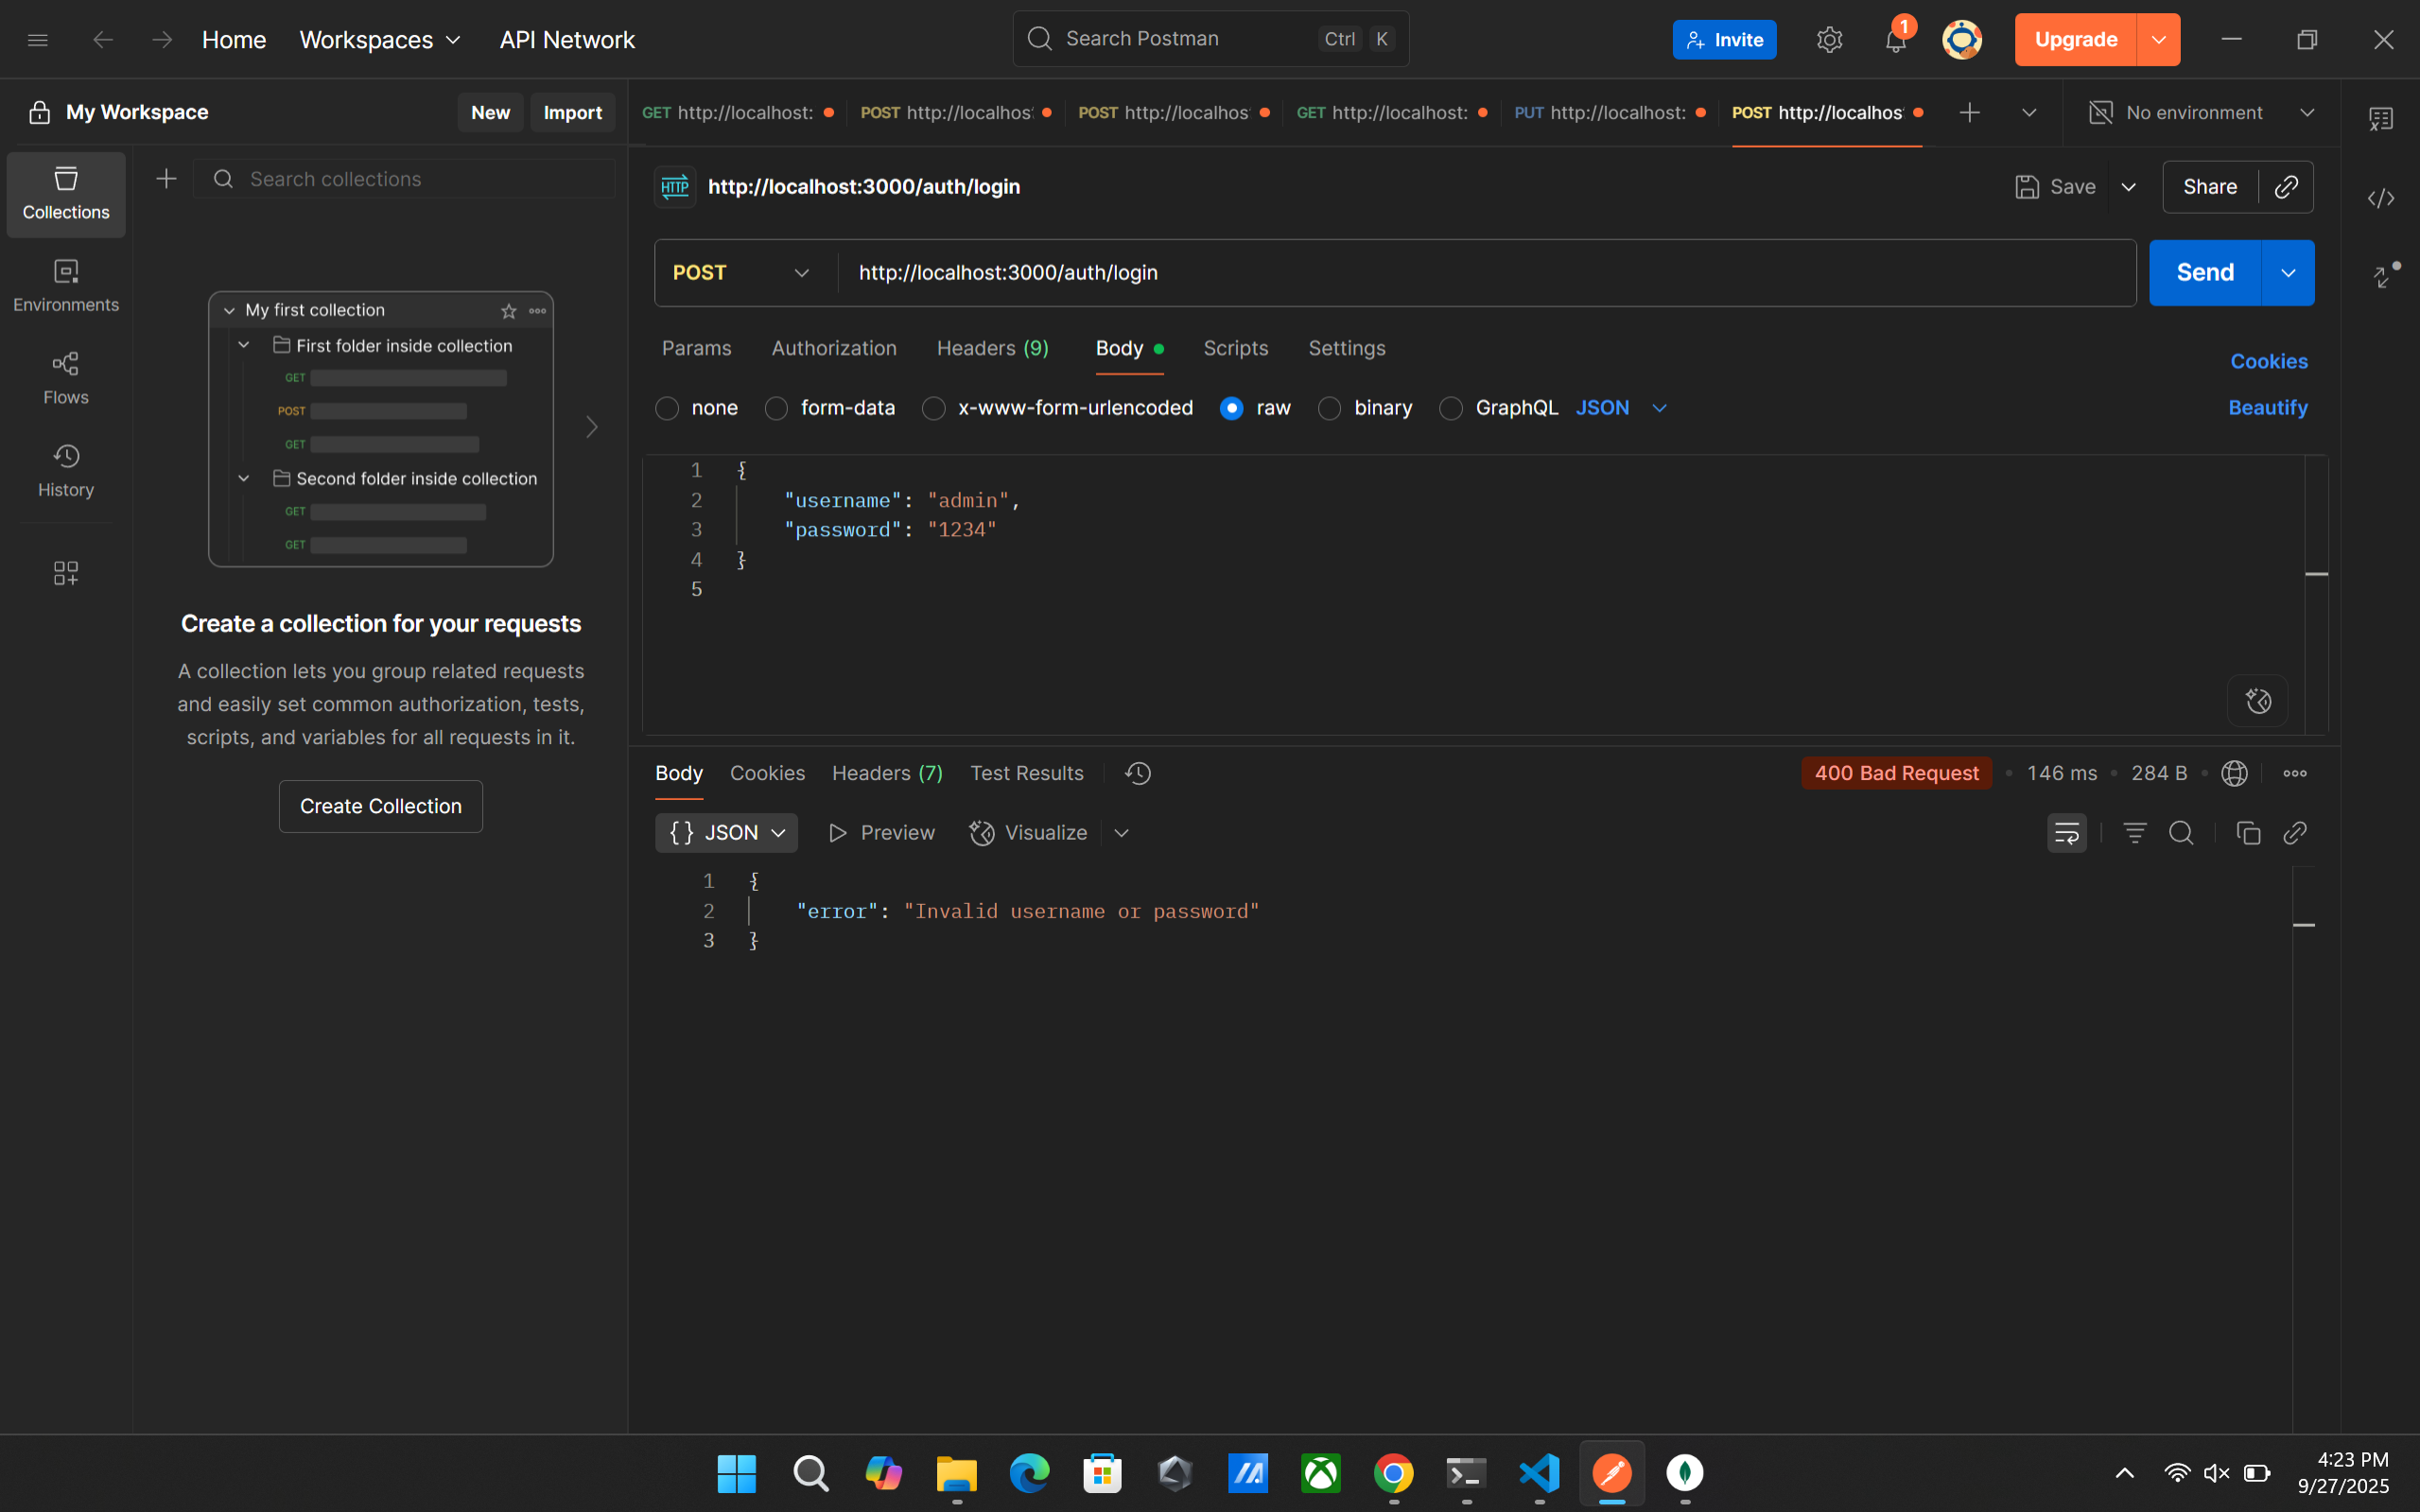 Home Workspaces API Network Search Postman Ctrl K Invite 1 Upgrade
My Workspace New Import GET http://localhost: POST http://localhos POST http://localhos GET http://localhost: PUT http://localhost: POST http://localhos No environment
Collections
Environments
Flows
History
Search collections
My first collection
First folder inside collection
GET
POST
GET
Second folder inside collection
GET
GET
Create a collection for your requests
A collection lets you group related requests
and easily set common authorization, tests,
scripts, and variables for all requests in it.
Create Collection
HTTP http://localhost:3000/auth/login Save Share
POST http://localhost:3000/auth/login Send
Params Authorization Headers (9) Body Scripts Settings Cookies
none form-data x-www-form-urlencoded raw binary GraphQL JSON Beautify
1 {
2 "username": "admin",
3 "password": "1234"
4 }
5
Body Cookies Headers (7) Test Results 400 Bad Request 146 ms 284 B
{} JSON Preview Visualize
1 {
2 "error": "Invalid username or password"
3 }
4:23 PM
9/27/2025